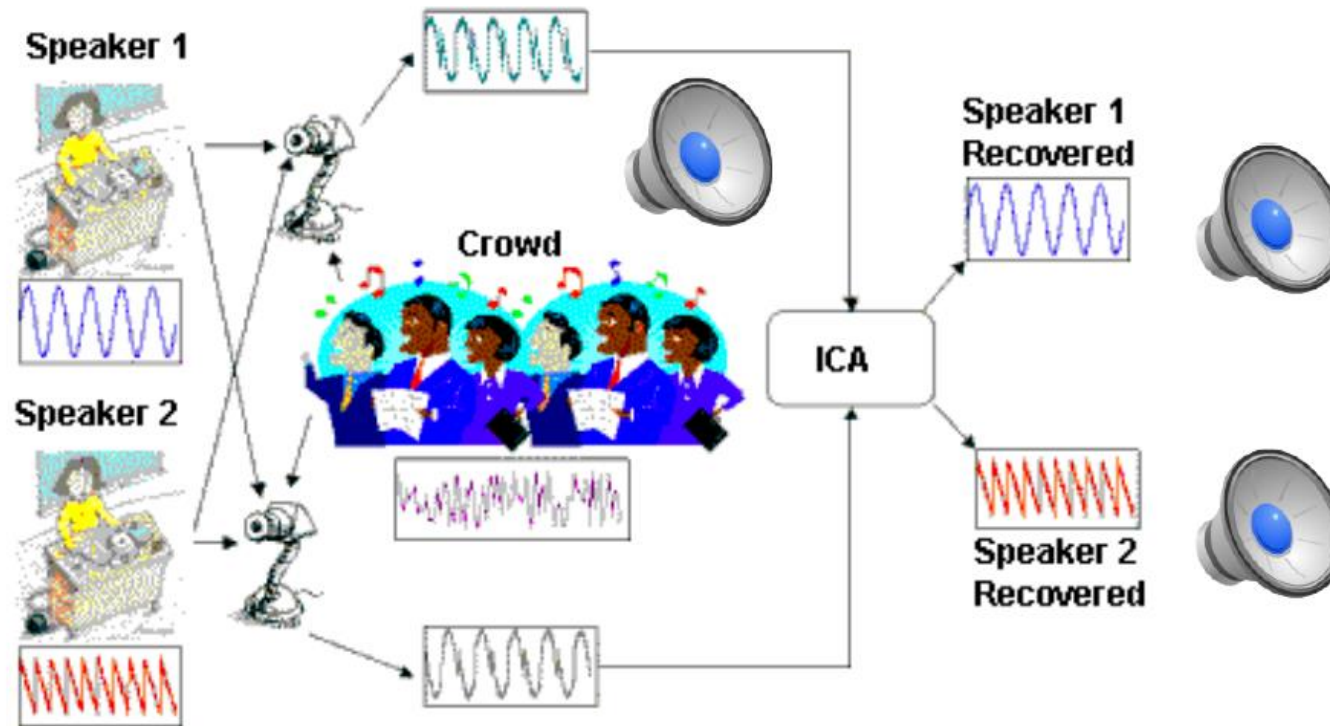 Speaker 1
Speaker 2
Crowd
ICA
Speaker 1
Recovered
Speaker 2
Recovered